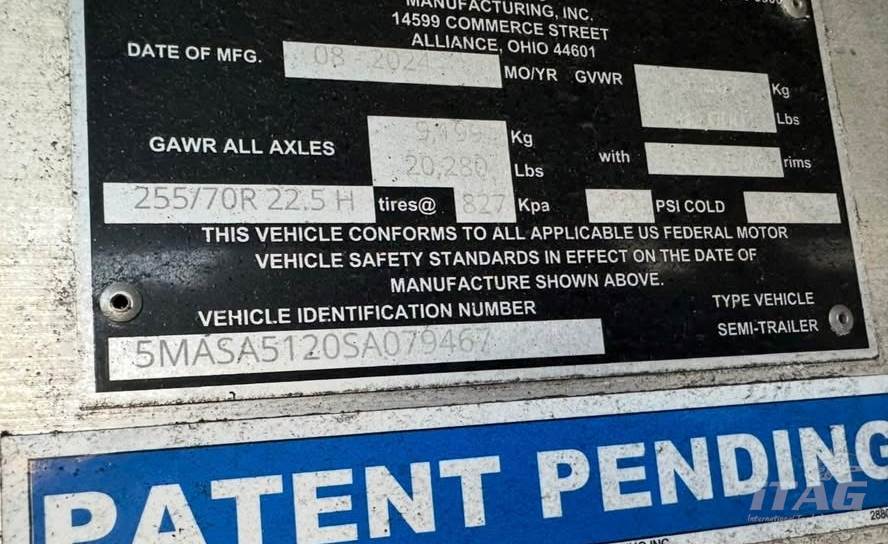 MANUFACTURING, INC.
14599 COMMERCE STREET
ALLIANCE, OHIO 44601
DATE OF MFG. 08 - 2024 MO/YR GVWR Kg
Lbs
GAWR ALL AXLES 9,199 Kg
20,280 Lbs with rims
255/70R 22.5 H tires@ 827 Kpa PSI COLD
THIS VEHICLE CONFORMS TO ALL APPLICABLE US FEDERAL MOTOR
VEHICLE SAFETY STANDARDS IN EFFECT ON THE DATE OF
MANUFACTURE SHOWN ABOVE.
VEHICLE IDENTIFICATION NUMBER TYPE VEHICLE
5MASA5120SA079467 SEMI-TRAILER
PATENT PENDING
ITAG